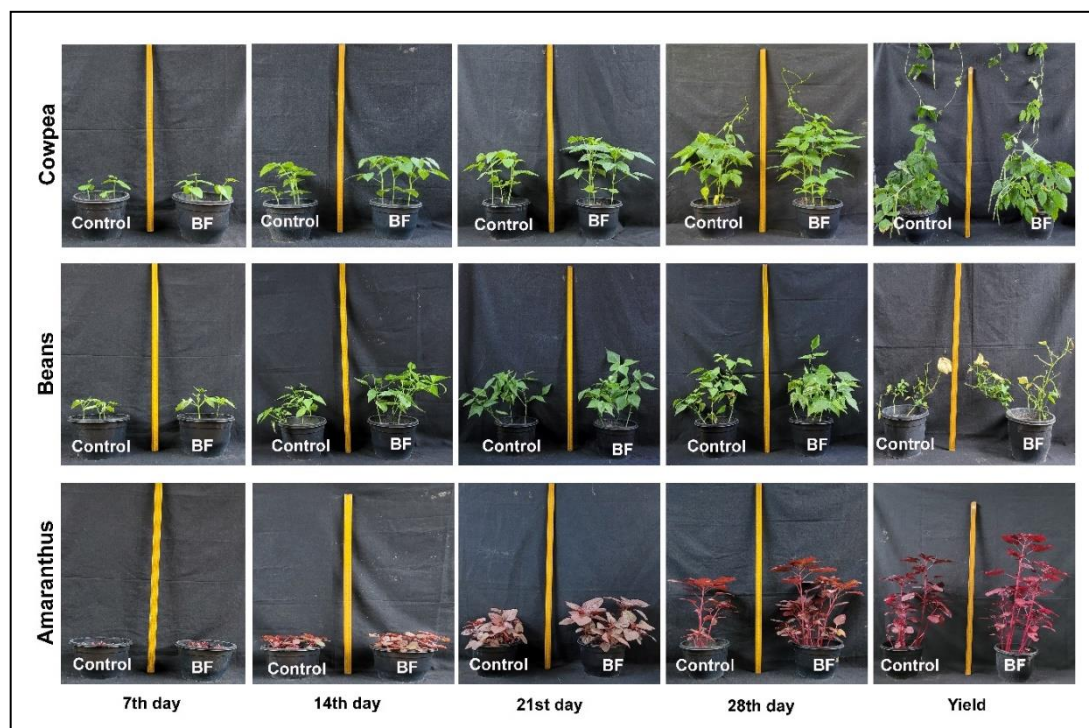 Cowpea
Control BF
Control BF
Control BF
Control BF
Control BF
Beans
Control BF
Control BF
Control BF
Control BF
Control BF
Amaranthus
Control BF
Control BF
Control BF
Control BF
Control BF
7th day 14th day 21st day 28th day Yield